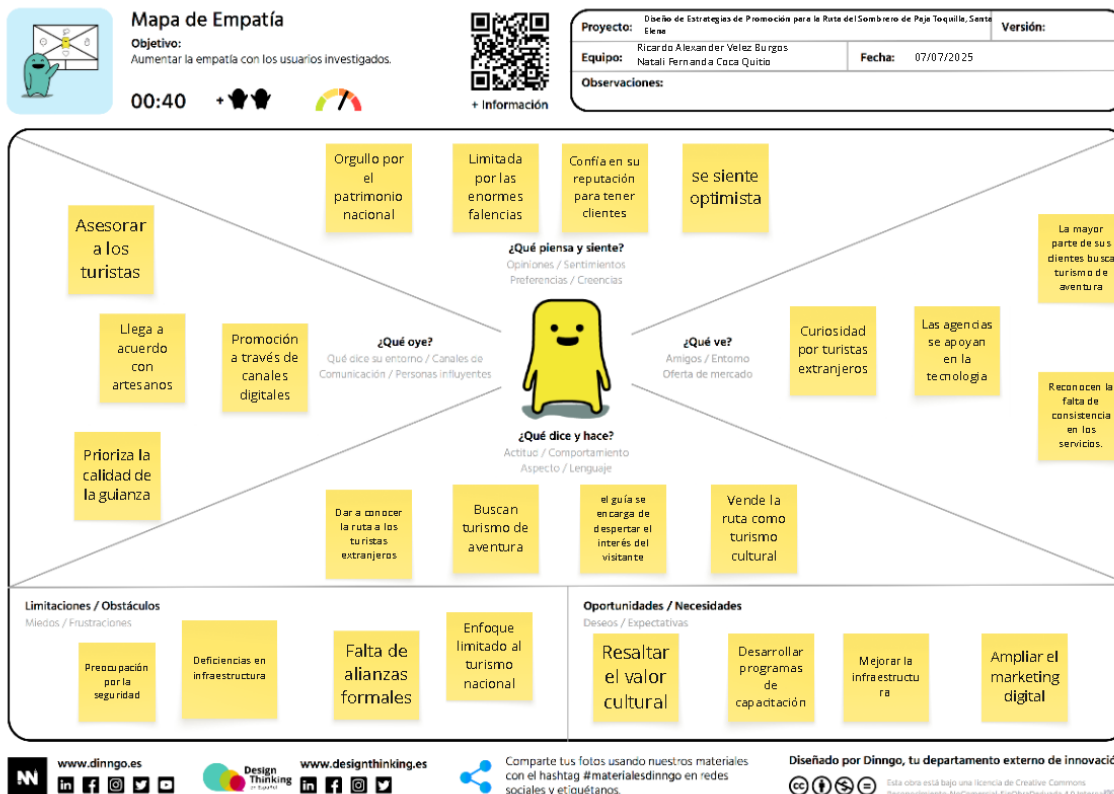 Mapa de Empatía
Objetivo:
Aumentar la empatía con los usuarios investigados.
00:40
+
+ Información
Proyecto: Diseño de Estrategias de Promoción para la Ruta del Sombrero de Paja Toquilla, Santa
Elena
Versión:
Equipo: Ricardo Alexander Velez Burgos
Natali Fernanda Coca Quitio
Fecha: 07/07/2025
Observaciones:
Orgullo por
el
patrimonio
nacional
Limitada
por las
enormes
falencias
Confía en su
reputación
para tener
clientes
se siente
optimista
¿Qué piensa y siente?
Opiniones / Sentimientos
Preferencias / Creencias
Asesorar
a los
turistas
Llega a
acuerdo
con
artesanos
Promoción
a través de
canales
digitales
Prioriza la
calidad de
la guianza
¿Qué oye?
Qué dice su entorno / Canales de
Comunicación / Personas influyentes
¿Qué ve?
Amigos / Entorno
Oferta de mercado
Curiosidad
por turistas
extranjeros
Las agencias
se apoyan
en la
tecnologia
La mayor
parte de sus
clientes busca
turismo de
aventura
Reconocen la
falta de
consistencia
en los
servicios.
¿Qué dice y hace?
Actitud / Comportamiento
Aspecto / Lenguaje
Dar a conocer
la ruta a los
turistas
extranjeros
Buscan
turismo de
aventura
el guía se
encarga de
despertar el
interés del
visitante
Vende la
ruta como
turismo
cultural
Limitaciones / Obstáculos
Miedos / Frustraciones
Preocupación
por la
seguridad
Deficiencias en
infraestructura
Falta de
alianzas
formales
Enfoque
limitado al
turismo
nacional
Oportunidades / Necesidades
Deseos / Expectativas
Resaltar
el valor
cultural
Desarrollar
programas
de
capacitación
Mejorar la
infraestructu
ra
Ampliar el
marketing
digital
www.dinngo.es
Design
Thinking
en Español
www.designthinking.es
Comparte tus fotos usando nuestros materiales
con el hashtag #materialesdinngo en redes
sociales y etiquétanos.
Diseñado por Dinngo, tu departamento externo de innovació
Esta obra está bajo una licencia de Creative Commons